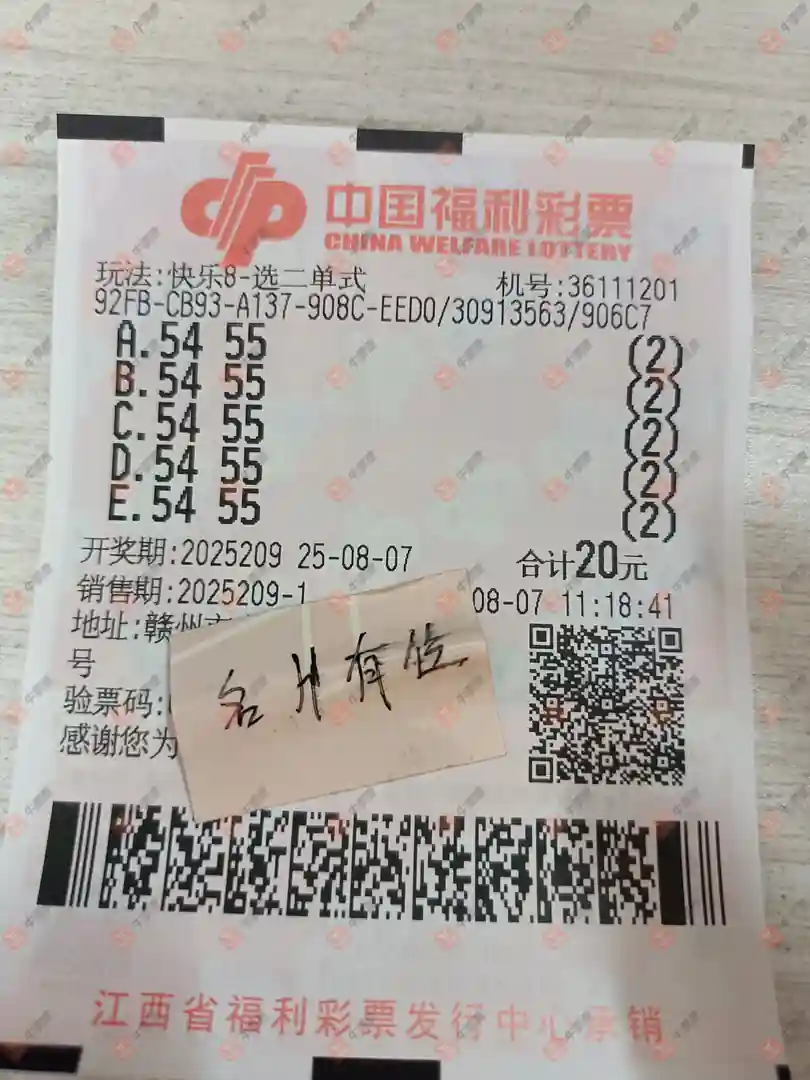 中国福利彩票
CHINA WELFARE LOTTERY
玩法:快乐8-选二单式 机号:36111201
92FB-CB93-A137-908C-EED0/30913563/906C7
A.54 55 (2)
B.54 55 (2)
C.54 55 (2)
D.54 55 (2)
E.54 55 (2)
开奖期:2025209 25-08-07 合计20元
销售期:2025209-1 08-07 11:18:41
地址:赣州
号
验票码:
感谢您为
有位
江西省福利彩票发行中心承销